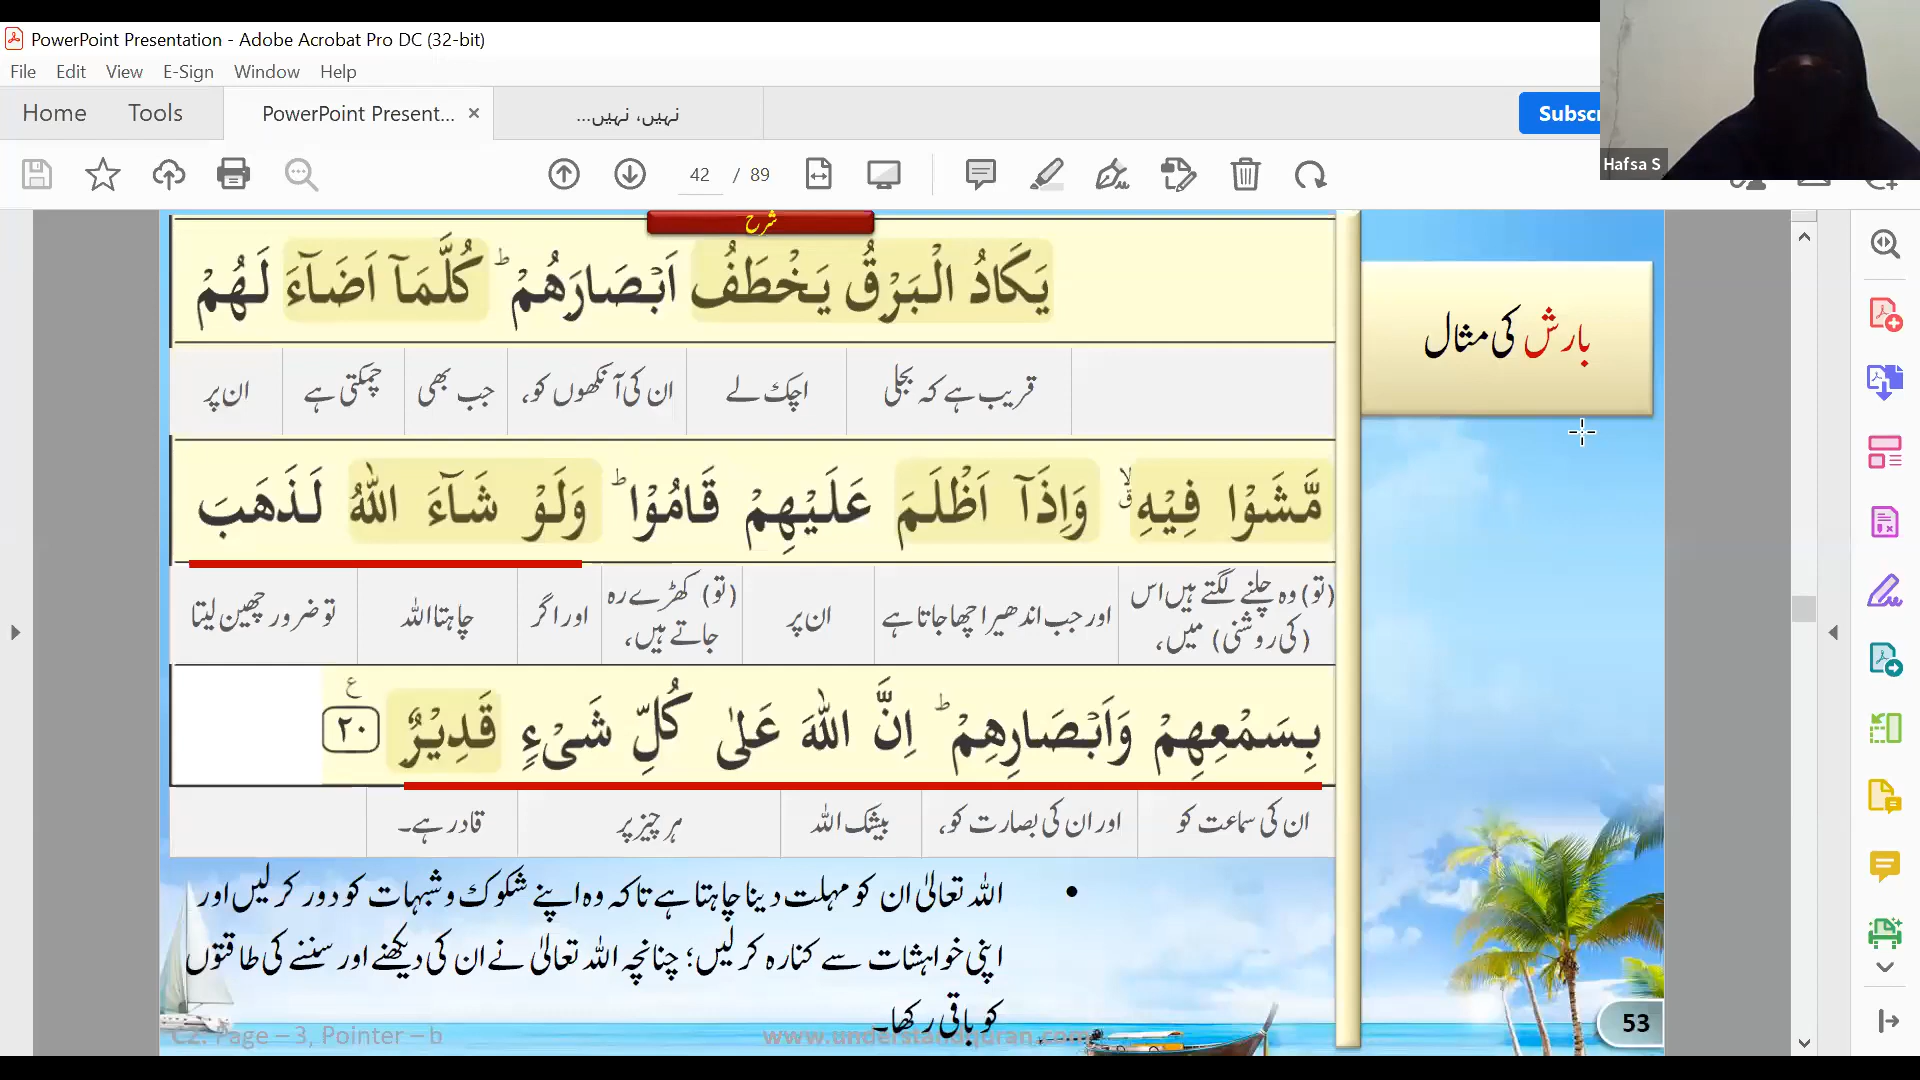 PowerPoint Presentation - Adobe Acrobat Pro DC (32-bit)
File Edit View E-Sign Window Help
Home Tools PowerPoint Present... × نہیں، نہیں... Subscr
Hafsa S
42 / 89
شرح
بارش کی مثال
يَكَادُ الْبَرْقُ يَخْطَفُ اَبْصَارَهُمْ ؕ كُلَّمَآ اَضَآءَ لَهُمْ
قریب ہے کہ بجلی اچک لے ان کی آنکھوں کو، جب بھی چمکتی ہے ان پر
مَّشَوْا فِيْهِ ۙۗ وَاِذَآ اَظْلَمَ عَلَيْهِمْ قَامُوْا ؕ وَلَوْ شَآءَ اللّٰهُ لَذَهَبَ
(تو) وہ چلنے لگتے ہیں اس (کی روشنی) میں، اور جب اندھیرا چھا جاتا ہے ان پر (تو) کھڑے رہ جاتے ہیں، اور اگر چاہتا اللہ تو ضرور چھین لیتا
بِسَمْعِهِمْ وَاَبْصَارِهِمْ ؕ اِنَّ اللّٰهَ عَلٰى كُلِّ شَىْءٍ قَدِيْرٌ ۲۰ ع
ان کی سماعت کو اور ان کی بصارت کو، بیشک اللہ ہر چیز پر قادر ہے۔
• اللہ تعالیٰ ان کو مہلت دینا چاہتا ہے تاکہ وہ اپنے شکوک و شبہات کو دور کر لیں اور
اپنی خواہشات سے کنارہ کر لیں؛ چنانچہ اللہ تعالیٰ نے ان کی دیکھنے اور سننے کی طاقتوں
کو باقی رکھا۔
C2. Page – 3, Pointer – b www.understandquran.com 53